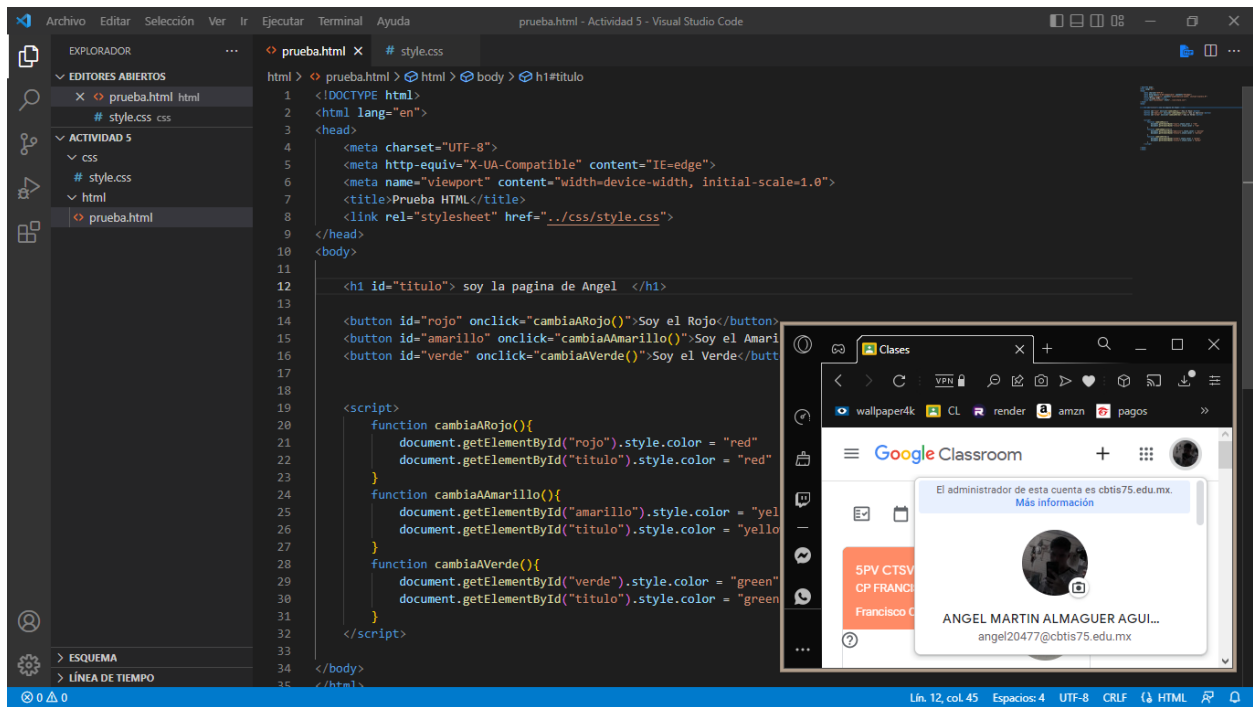 Archivo Editar Selección Ver Ir Ejecutar Terminal Ayuda prueba.html - Actividad 5 - Visual Studio Code
EXPLORADOR ···
EDITORES ABIERTOS
prueba.html html
# style.css css
ACTIVIDAD 5
css
# style.css
html
prueba.html
ESQUEMA
LÍNEA DE TIEMPO
prueba.html # style.css
html > prueba.html > html > body > h1#titulo
1 <!DOCTYPE html>
2 <html lang="en">
3 <head>
4 <meta charset="UTF-8">
5 <meta http-equiv="X-UA-Compatible" content="IE=edge">
6 <meta name="viewport" content="width=device-width, initial-scale=1.0">
7 <title>Prueba HTML</title>
8 <link rel="stylesheet" href="../css/style.css">
9 </head>
10 <body>
11
12 <h1 id="titulo"> soy la pagina de Angel  </h1>
13
14 <button id="rojo" onclick="cambiaARojo()">Soy el Rojo</button>
15 <button id="amarillo" onclick="cambiaAAmarillo()">Soy el Amari
16 <button id="verde" onclick="cambiaAVerde()">Soy el Verde</butt
17
18
19 <script>
20 function cambiaARojo(){
21 document.getElementById("rojo").style.color = "red"
22 document.getElementById("titulo").style.color = "red"
23 }
24 function cambiaAAmarillo(){
25 document.getElementById("amarillo").style.color = "yel
26 document.getElementById("titulo").style.color = "yello
27 }
28 function cambiaAVerde(){
29 document.getElementById("verde").style.color = "green"
30 document.getElementById("titulo").style.color = "green
31 }
32 </script>
33
34 </body>
35 </html>
Clases
VPN
wallpaper4k CL render amzn pagos »
Google Classroom
El administrador de esta cuenta es cbtis75.edu.mx.
Más información
5PV CTSV
CP FRANCI
Francisco C
ANGEL MARTIN ALMAGUER AGUI...
angel20477@cbtis75.edu.mx
0 0 Lín. 12, col. 45 Espacios: 4 UTF-8 CRLF HTML